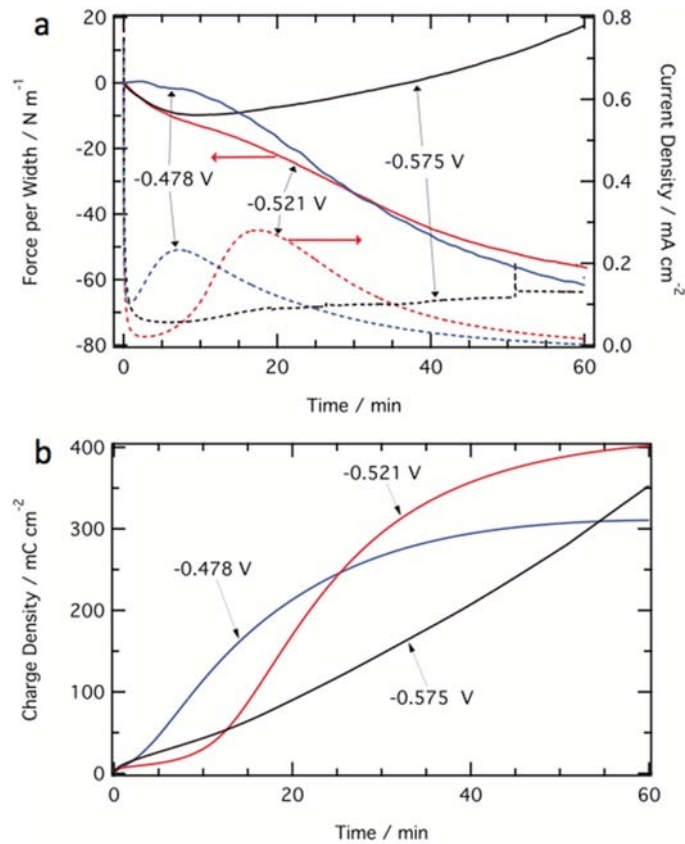 a
Force per Width / N m⁻¹
20
0
-20
-40
-60
-80
0.8
0.6
0.4
0.2
0.0
Current Density / mA cm⁻²
-0.478 V
-0.521 V
-0.575 V
0
20
40
60
Time / min
b
Charge Density / mC cm⁻²
400
300
200
100
0
-0.521 V
-0.478 V
-0.575 V
0
20
40
60
Time / min